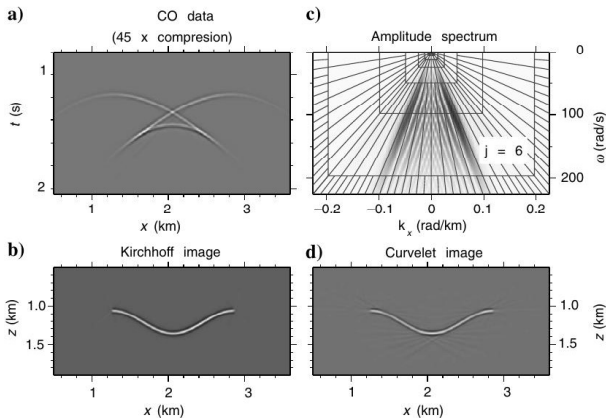 a)
CO data
(45 x compresion)
1
2
t (s)
1
2
3
x (km)
c)
Amplitude spectrum
0
100
200
ω (rad/s)
j = 6
−0.2
−0.1
0
0.1
0.2
k x (rad/km)
b)
Kirchhoff image
z (km)
1.0
1.5
1
2
3
x (km)
d)
Curvelet image
1.0
1.5
z (km)
1
2
3
x (km)